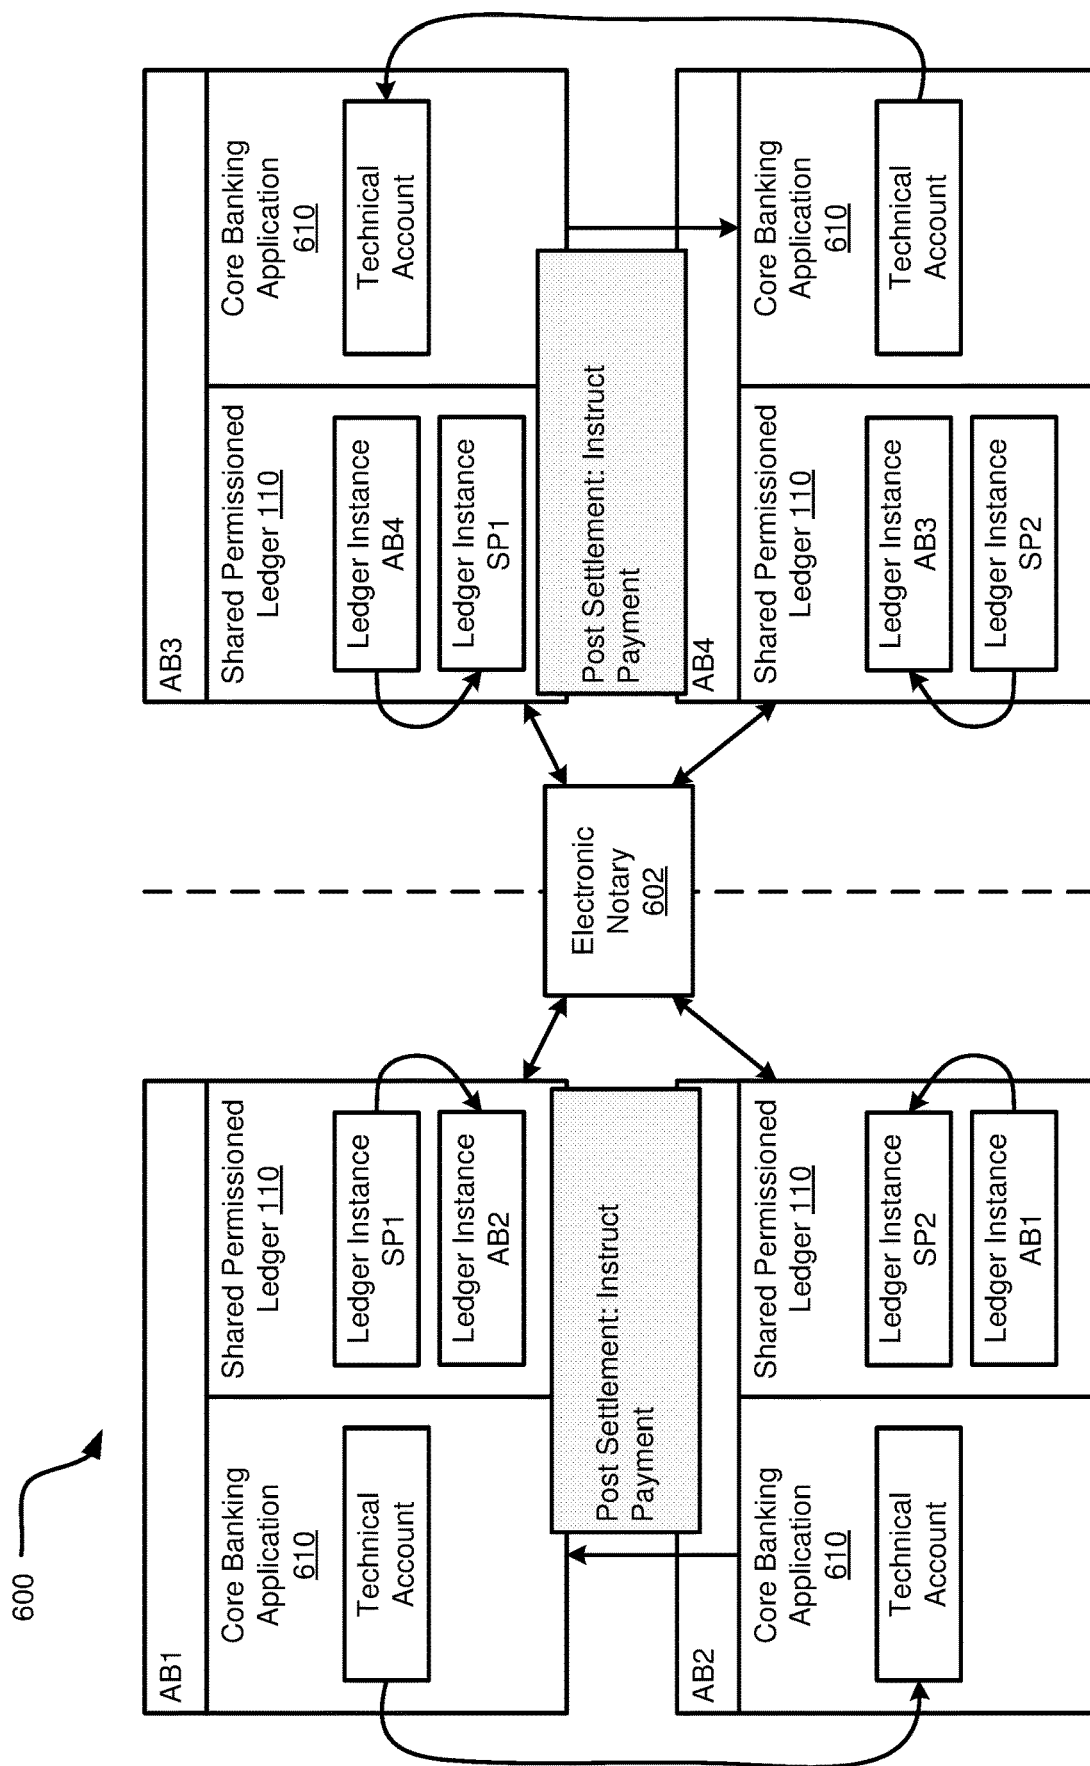 600
AB1
Core Banking
Application
610
Technical
Account
Shared Permissioned
Ledger 110
Ledger Instance
SP1
Ledger Instance
AB2
Post Settlement: Instruct
Payment
AB2
Core Banking
Application
610
Technical
Account
Shared Permissioned
Ledger 110
Ledger Instance
SP2
Ledger Instance
AB1
Electronic
Notary
602
AB3
Shared Permissioned
Ledger 110
Ledger Instance
AB4
Ledger Instance
SP1
Core Banking
Application
610
Technical
Account
Post Settlement: Instruct
Payment
AB4
Shared Permissioned
Ledger 110
Ledger Instance
AB3
Ledger Instance
SP2
Core Banking
Application
610
Technical
Account